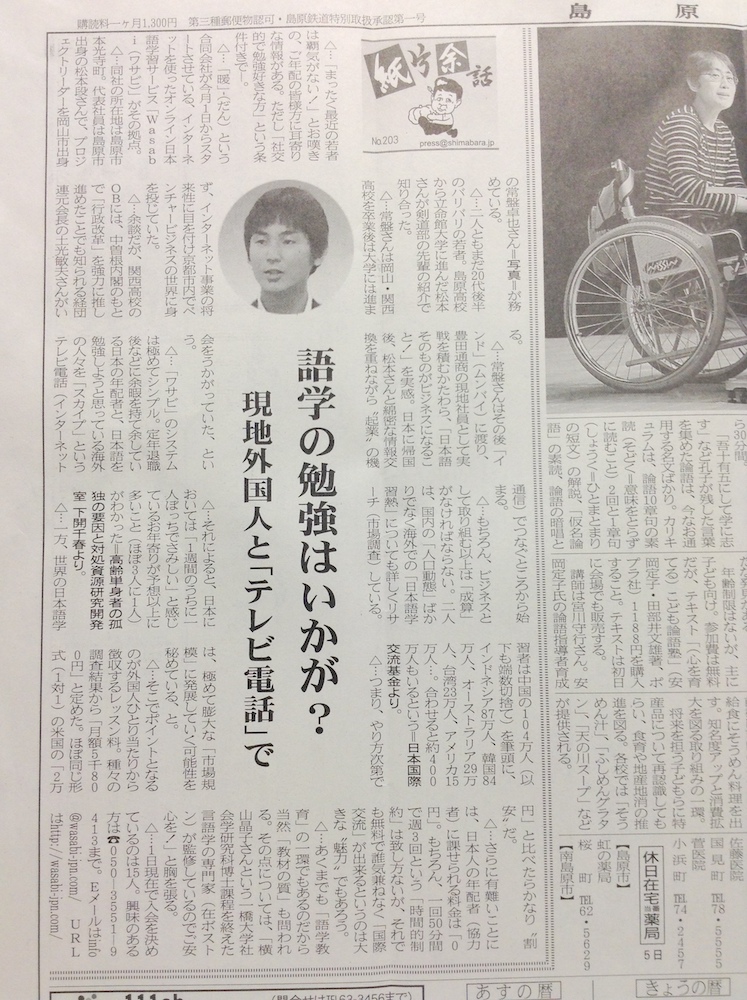 購読料一ヶ月1,300円　第三種郵便物認可・島原鉄道特別取扱承認第一号
島　原
紙片余話
No.203
press@shimabara.jp
△…「まったく最近の若者
は覇気がない！」とお嘆き
の、ご年配の皆様方に耳寄り
な情報がある。ただし「社交
的で勉強好きな方」という条
件付きで―。
△…「暖」（だん）という
合同会社が今月1日からスタ
ートさせている、インターネ
ットを使ったオンライン日本
語学習サービス「Wasab
i（ワサビ）」がその拠点。
△…同社の所在地は島原市
本光寺町。代表社員は島原市
出身の松本段さんで、プロジ
ェクトリーダーを岡山市出身
の常盤卓也さん＝写真＝が務
めている。
△…二人ともまだ20代後半
のバリバリの若者。島原高校
から立命館大学に進んだ松本
さんが剣道部の先輩の紹介で
知り合った。
△…常盤さんは岡山・関西
高校を卒業後は大学には進ま
ず、インターネット事業の将
来性に目を付け京都市内でベ
ンチャービジネスの世界に身
を投じていた。
△…余談だが、関西高校の
OBには、中曽根内閣のもと
で「行政改革」を強力に推し
進めたことでも知られる経団
連元会長の土光敏夫さんがい
る。
△…常盤さんはその後「イ
ンド」（ムンバイ）に渡り、
豊田通商の現地社員として実
戦を積むかたわら、「日本語
そのものがビジネスになるこ
と！」を実感。日本に帰国
後、松本さんと綿密な情報交
換を重ねながら〝起業〟の機
会をうかがっていた、とい
う。
語学の勉強はいかが？
現地外国人と「テレビ電話」で
△…「ワサビ」のシステム
は極めてシンプル。定年退職
後などに余暇を持て余してい
る日本の年配者と、日本語を
勉強しようと思っている海外
の人々を「スカイプ」という
テレビ電話（インターネット
通信）でつなぐところから始
まる。
△…もちろん、ビジネスと
して取り組む以上は「成算」
がなければならない。二人
は、国内の「人口動態」ばか
りでなく海外での「日本語学
習熱」についても詳しくリサ
ーチ（市場調査）している。
△…それによると、日本に
おいては「1週間のうちに
人ぼっちでさみしい」と感じ
ているお年寄りが予想以上に
多いこと（ほぼ3人に1人）
がわかった＝高齢単身者の孤
独の要因と対処資源研究開発
室 下開千春より。
△…一方、世界の日本語学
習者は中国の104万人（以
下も端数切捨て）を筆頭に、
インドネシア87万人、韓国84
万人、オーストラリア29万
人、台湾23万人、アメリカ15
万人…。合わせると約400
万人もいるという＝日本国際
交流基金より。
△…つまり、やり方次第で
は、極めて膨大な「市場規
模」に発展していく可能性を
秘めている、と。
△…そこでポイントとなる
のが外国人ひとり当たりから
徴収するレッスン料。種々の
調査結果から「月額5千80
0円」と定めた。ほぼ同じ形
式（1対1）の米国の「2万
円」と比べたらかなり〝割
安〟だ。
△…さらに有難いことに
は、日本人の年配者（協力
者）に課せられる料金は「0
円」。もちろん、一回50分間
で週3回という「時間的制
約」は致し方ないが、それで
も無料で誰気兼ねなく「国際
交流」が出来るというのは大
きな〝魅力〟でもあろう。
△…あくまでも「語学教
育」の一環でもあるのだから
当然「教材の質」も問われ
る。その点については、「横
山晶子さんという一橋大学社
会学研究科博士課程を終えた
言語学の専門家（在ボスト
ン）が監修しているのでご安
心を！」と胸を張る。
△…1日現在で入会を決め
ているのは15人。興味のある
方は☎050・3551・9
413まで。Eメールはinfo
@wasabi-jpn.com/　URL
はhttp://wasabi-jpn.com/
ら30分間。
「吾十有五にして学に志
す」など孔子が残した言葉
を集めた論語は、今なお通
用する名文ばかり。カリキ
ュラムは、論語10章句の素
読（そどく＝意味をとらず
に読むこと）2回と1章句
（しょうく＝ひとまとまり
の短文）の解説、「仮名論
語」の素読、論語の暗唱と
年齢制限はないが、主に
子ども向け。参加費は無料
だが、テキスト「〈心を育
てる〉こども論語塾」（安
岡定子・田部井文雄著、ポ
プラ社）1188円を購入
すること。テキストは初日
に会場でも販売する。
講師は宮川守行さん。安
岡定子氏の論語指導者育成
給食にそうめん料理を出
す。知名度アップと消費拡
大を図る取り組みの一環。
将来を担う子どもらに特
産品について再認識しても
らい、食育や地産地消の推
進を図る。各校では「そう
めん汁」、「ふしめんグラタ
ン」、「天の川スープ」など
が提供される。
佐藤医院
国見町　TEL78・5555
菅医院
小浜町　TEL74・2457
休日在宅当番薬局　5日
【島原市】
虹の薬局
桜町　TEL62・5629
【南島原市】
（問合せはTEL63-3456まで）
あすの暦
きょうの暦